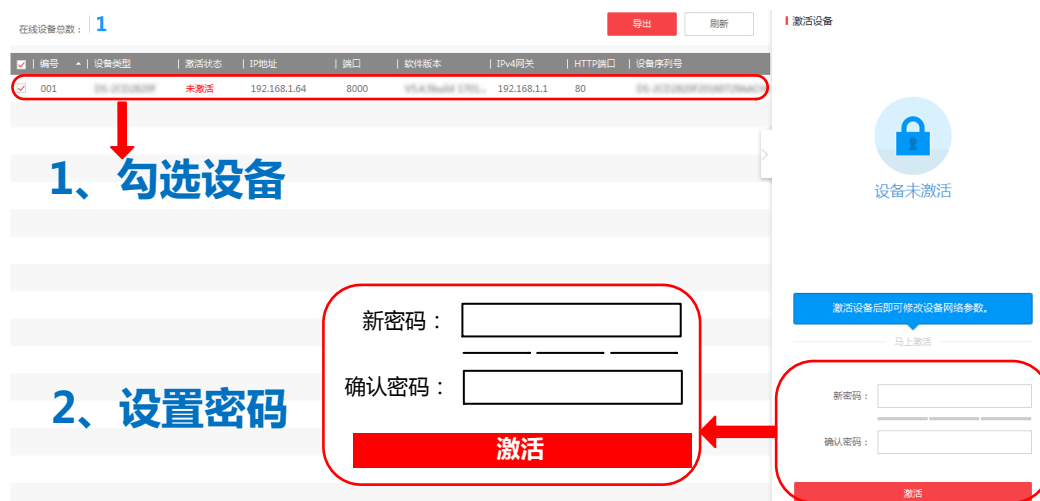 在线设备总数： 1
导出
刷新
激活设备
编号 设备类型 激活状态 IP地址 端口 软件版本 IPv4网关 HTTP端口 设备序列号
001 未激活 192.168.1.64 8000 192.168.1.1 80
1、勾选设备
设备未激活
激活设备后即可修改设备网络参数。
马上激活
新密码：
确认密码：
激活
2、设置密码
新密码：
确认密码：
激活